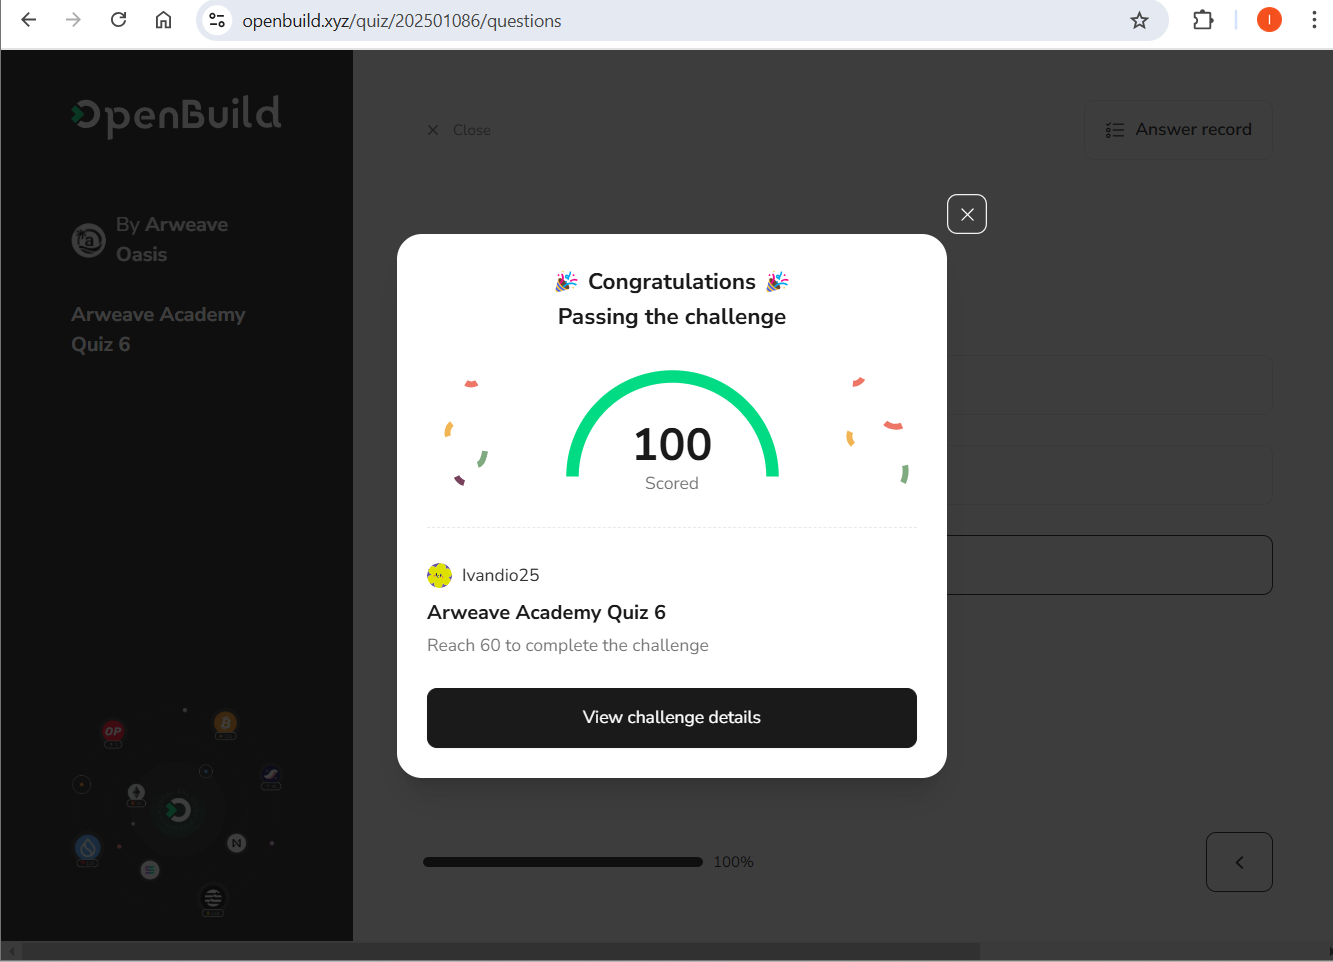 openbuild.xyz/quiz/202501086/questions
I
OpenBuild
Close
Answer record
By Arweave
Oasis
Arweave Academy
Quiz 6
Congratulations
Passing the challenge
100
Scored
Ivandio25
Arweave Academy Quiz 6
Reach 60 to complete the challenge
View challenge details
OP
100%